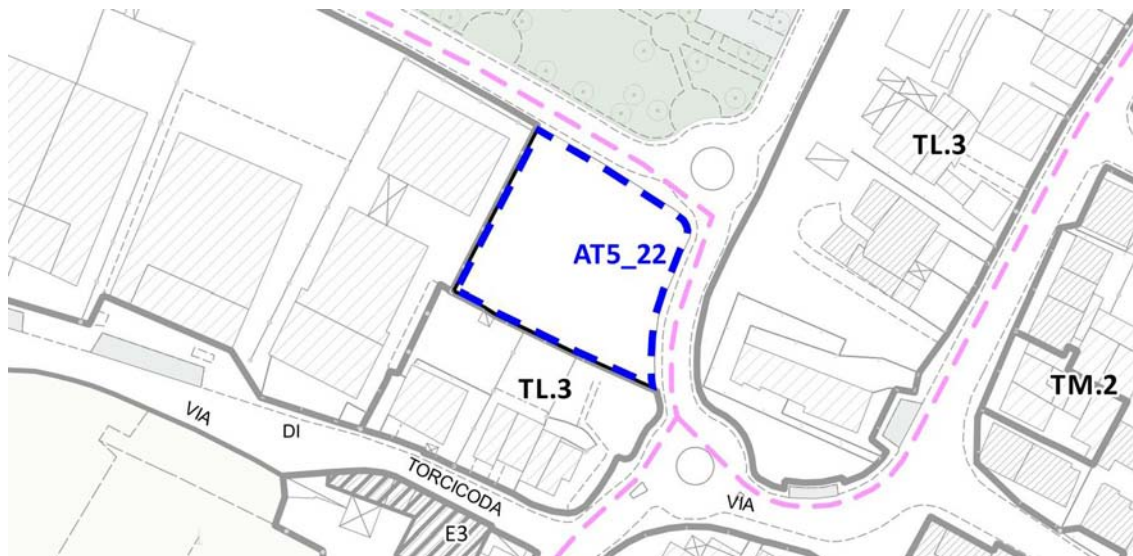 TL.3
AT5_22
TL.3
TM.2
VIA
DI
TORCICODA
VIA
E3